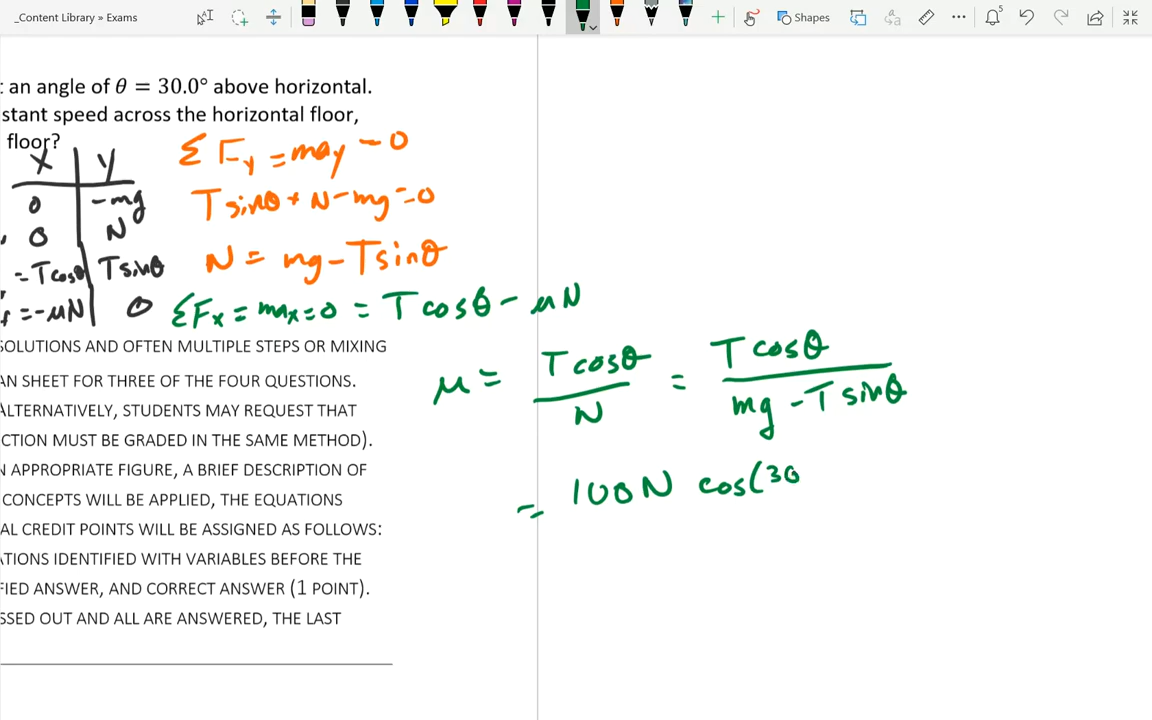 _Content Library » Exams
Shapes
5
an angle of θ = 30.0° above horizontal.
stant speed across the horizontal floor,
floor?
x y
0 -mg
0 N
= Tcosθ Tsinθ
= -μN 0
Σ Fy = may = 0
T sinθ + N - mg = 0
N = mg - T sinθ
ΣFx = max = 0 = T cosθ - μN
μ = T cosθ / N = T cosθ / mg - T sinθ
= 100N cos(30
SOLUTIONS AND OFTEN MULTIPLE STEPS OR MIXING
AN SHEET FOR THREE OF THE FOUR QUESTIONS.
ALTERNATIVELY, STUDENTS MAY REQUEST THAT
CTION MUST BE GRADED IN THE SAME METHOD).
N APPROPRIATE FIGURE, A BRIEF DESCRIPTION OF
CONCEPTS WILL BE APPLIED, THE EQUATIONS
AL CREDIT POINTS WILL BE ASSIGNED AS FOLLOWS:
ATIONS IDENTIFIED WITH VARIABLES BEFORE THE
FIED ANSWER, AND CORRECT ANSWER (1 POINT).
SSED OUT AND ALL ARE ANSWERED, THE LAST